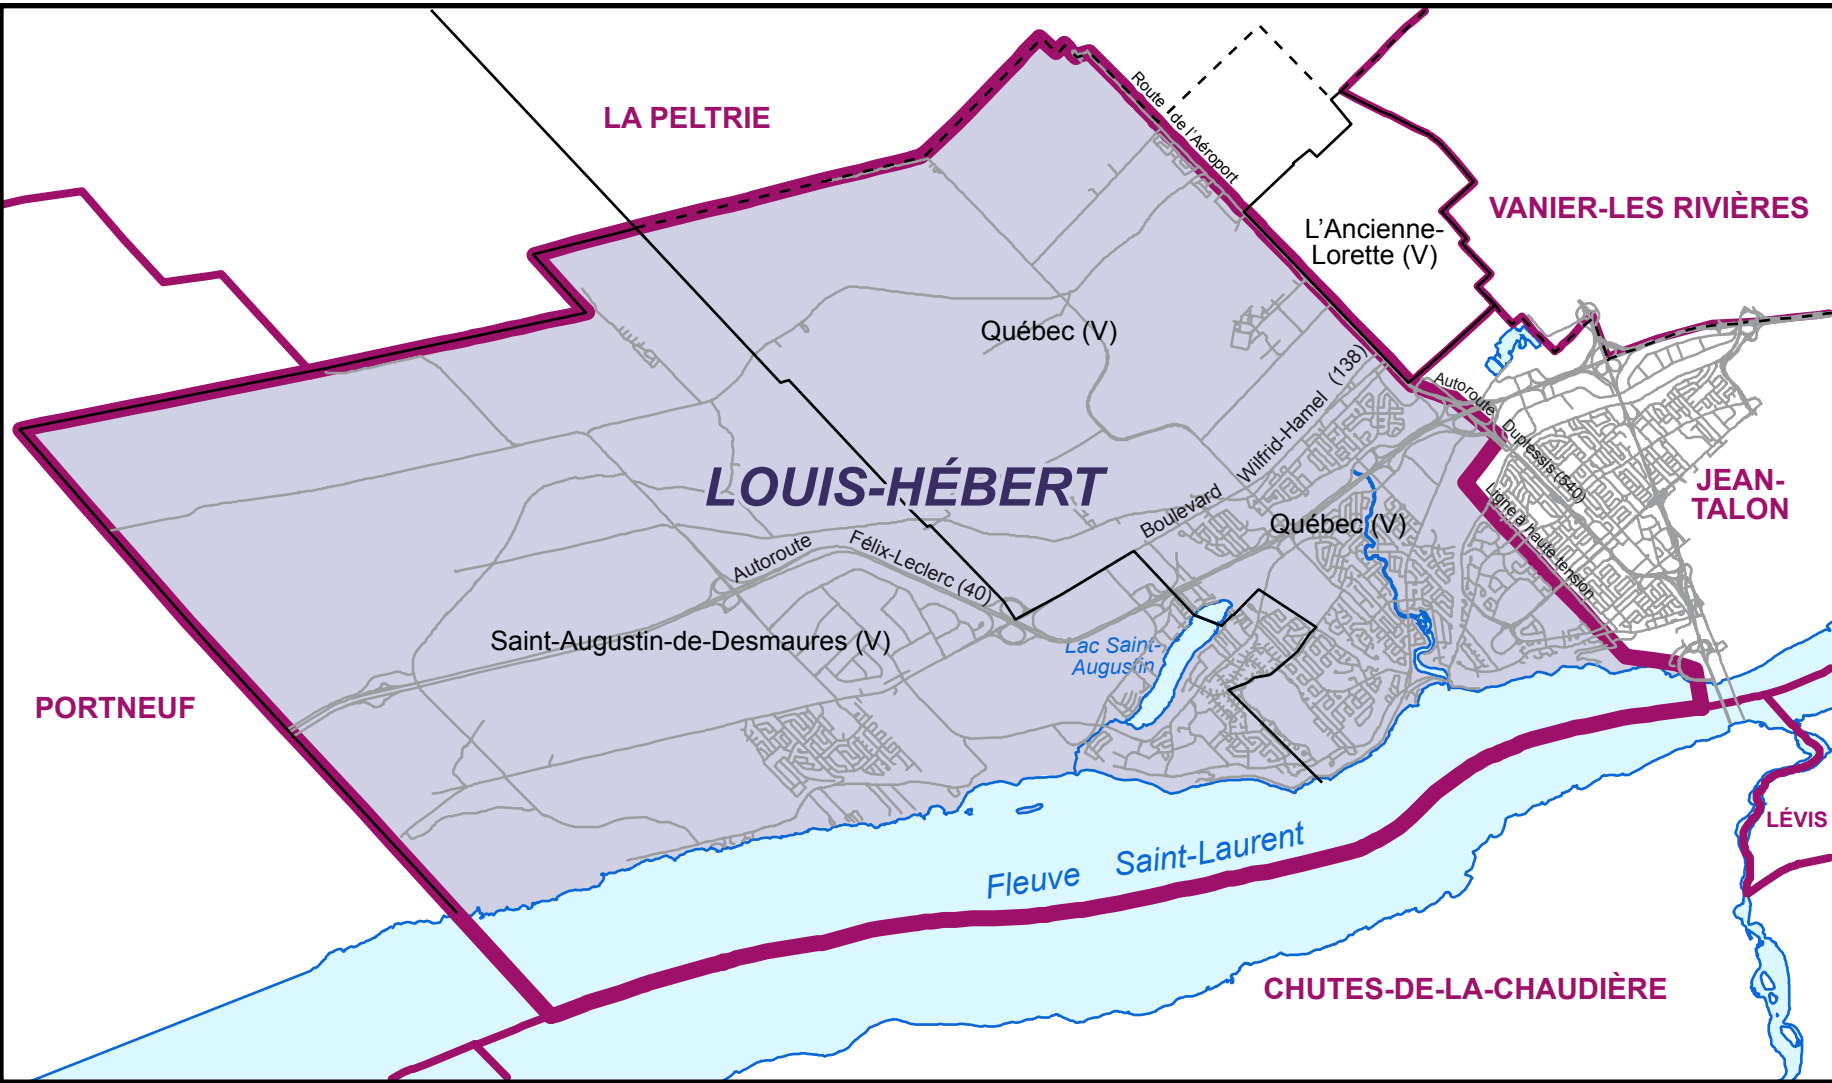 LA PELTRIE
Route de l'Aéroport
VANIER-LES RIVIÈRES
L'Ancienne-
Lorette (V)
Québec (V)
Wilfrid-Hamel (138)
Boulevard
Autoroute Duplessis (540)
LOUIS-HÉBERT
JEAN-
TALON
Québec (V)
Ligne à haute tension
Autoroute Félix-Leclerc (40)
Saint-Augustin-de-Desmaures (V)
Lac Saint-
Augustin
PORTNEUF
LÉVIS
Fleuve Saint-Laurent
CHUTES-DE-LA-CHAUDIÈRE